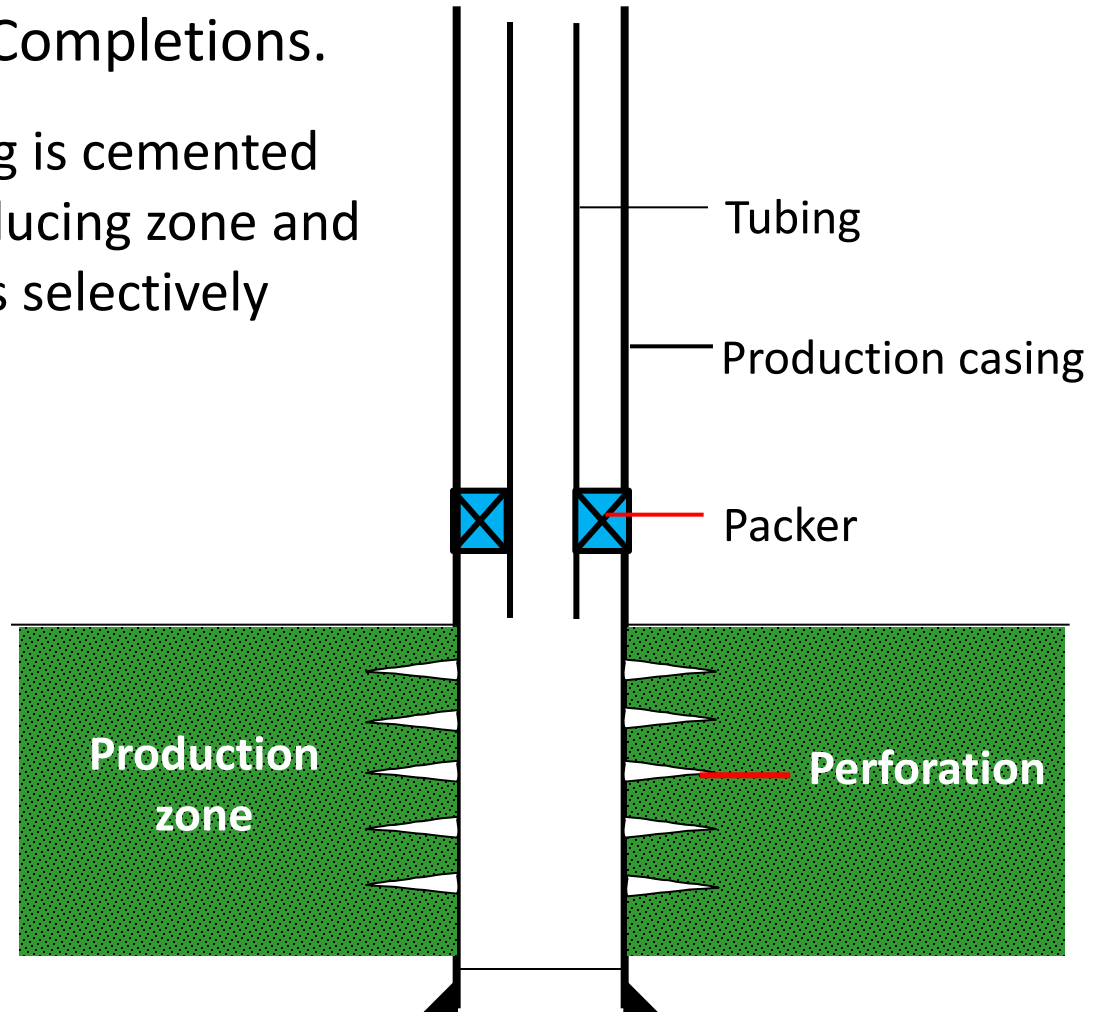 Completions.
g is cemented
ducing zone and
s selectively
Tubing
Production casing
Packer
Production
zone
Perforation